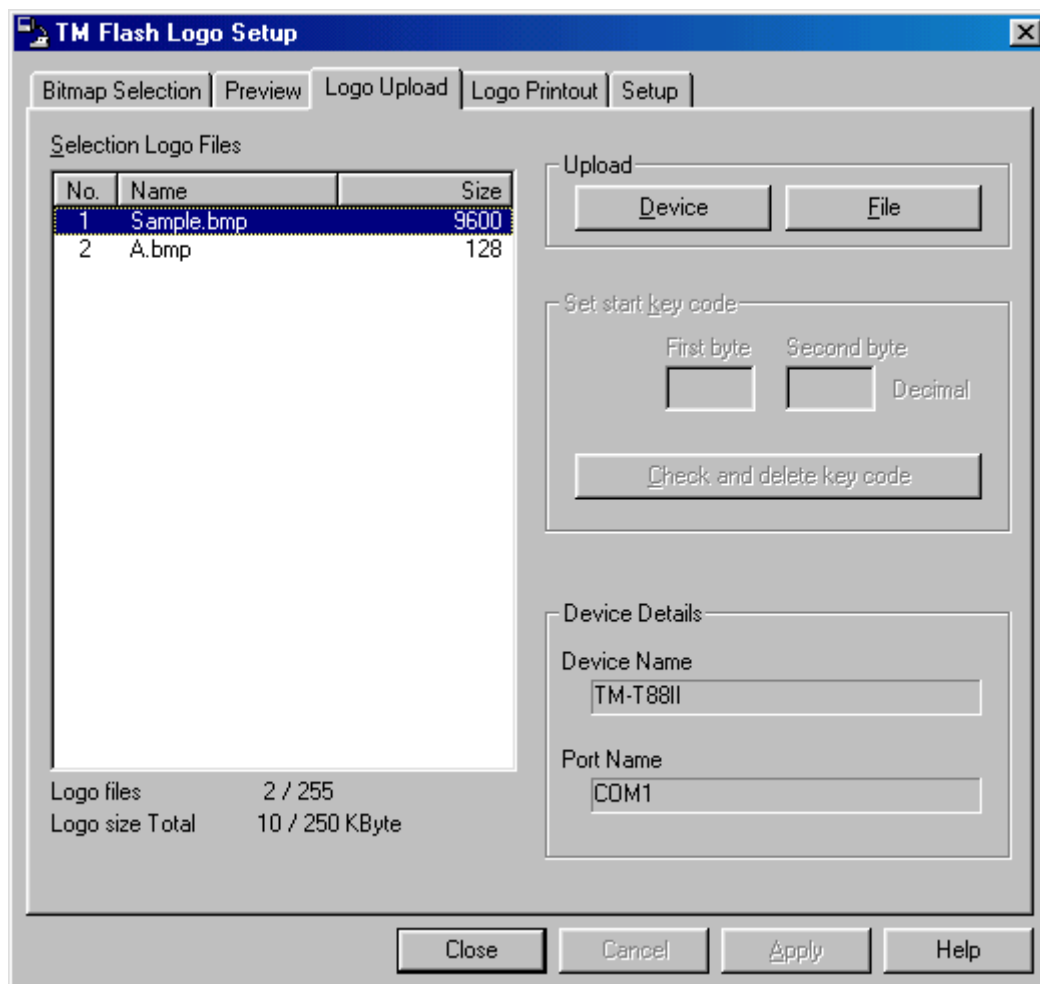 TM Flash Logo Setup
Bitmap Selection Preview Logo Upload Logo Printout Setup
Selection Logo Files
No. Name Size
1 Sample.bmp 9600
2 A.bmp 128
Logo files 2 / 255
Logo size Total 10 / 250 KByte
Upload
Device File
Set start key code
First byte Second byte
Decimal
Check and delete key code
Device Details
Device Name
TM-T88II
Port Name
COM1
Close Cancel Apply Help